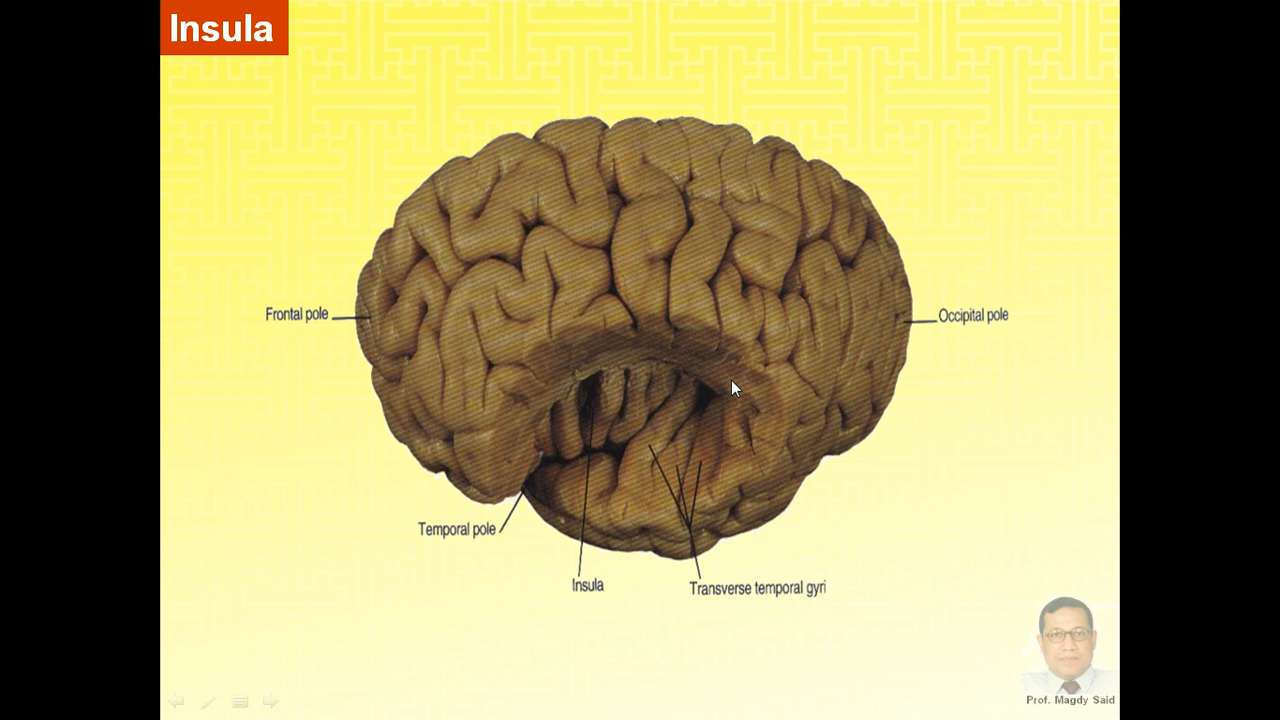 Insula
Frontal pole
Occipital pole
Temporal pole
Insula
Transverse temporal gyri
Prof. Magdy Said